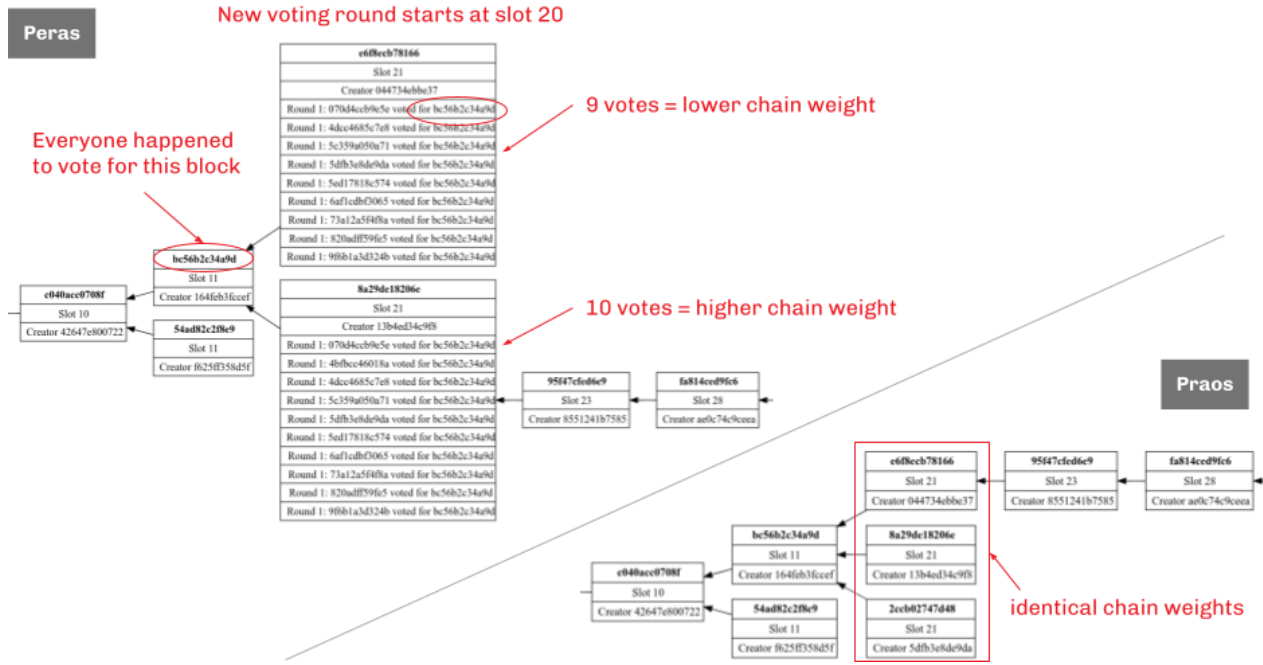 Peras
New voting round starts at slot 20
e6f8ecb78166
Slot 21
Creator 044734ebbe37
Round 1: 070d4ccb9e5e voted for bc56b2c34a9d
Round 1: 4dcc4685c7e8 voted for bc56b2c34a9d
Round 1: 5c359a050a71 voted for bc56b2c34a9d
Round 1: 5dfb3e8de9da voted for bc56b2c34a9d
Round 1: 5ed17818c574 voted for bc56b2c34a9d
Round 1: 6af1cdbf3065 voted for bc56b2c34a9d
Round 1: 73a12a5f4f8a voted for bc56b2c34a9d
Round 1: 820adff59fe5 voted for bc56b2c34a9d
Round 1: 9f6b1a3d324b voted for bc56b2c34a9d
9 votes = lower chain weight
Everyone happened
to vote for this block
bc56b2c34a9d
Slot 11
Creator 164feb3fccef
c040acc0708f
Slot 10
Creator 42647e800722
54ad82c2f8e9
Slot 11
Creator f625ff358d5f
8a29de18206e
Slot 21
Creator 13b4ed34c9f8
Round 1: 070d4ccb9e5e voted for bc56b2c34a9d
Round 1: 4bfbcc46018a voted for bc56b2c34a9d
Round 1: 4dcc4685c7e8 voted for bc56b2c34a9d
Round 1: 5c359a050a71 voted for bc56b2c34a9d
Round 1: 5dfb3e8de9da voted for bc56b2c34a9d
Round 1: 5ed17818c574 voted for bc56b2c34a9d
Round 1: 6af1cdbf3065 voted for bc56b2c34a9d
Round 1: 73a12a5f4f8a voted for bc56b2c34a9d
Round 1: 820adff59fe5 voted for bc56b2c34a9d
Round 1: 9f6b1a3d324b voted for bc56b2c34a9d
10 votes = higher chain weight
95f47cfed6e9
Slot 23
Creator 8551241b7585
fa814ced9fc6
Slot 28
Creator ae0c74c9ceea
Praos
e6f8ecb78166
Slot 21
Creator 044734ebbe37
95f47cfed6e9
Slot 23
Creator 8551241b7585
fa814ced9fc6
Slot 28
Creator ae0c74c9ceea
bc56b2c34a9d
Slot 11
Creator 164feb3fccef
8a29de18206e
Slot 21
Creator 13b4ed34c9f8
c040acc0708f
Slot 10
Creator 42647e800722
54ad82c2f8e9
Slot 11
Creator f625ff358d5f
2ccb02747d48
Slot 21
Creator 5dfb3e8de9da
identical chain weights